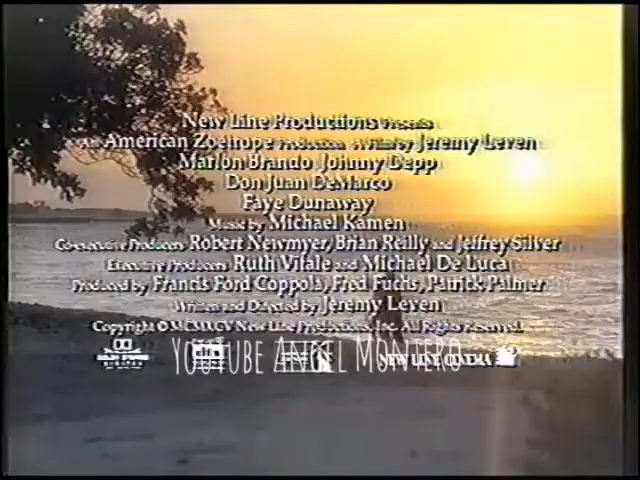 New Line Productions Presents
An American Zoetrope Production A Film by Jeremy Leven
Marlon Brando Johnny Depp
Don Juan DeMarco
Faye Dunaway
Music by Michael Kamen
Co-executive Producers Robert Newmyer, Brian Reilly and Jeffrey Silver
Executive Producers Ruth Vitale and Michael De Luca
Produced by Francis Ford Coppola, Fred Fuchs, Patrick Palmer
Written and Directed by Jeremy Leven
Copyright © MCMXCV New Line Productions, Inc. All Rights Reserved.
YouTube Angel Montero
NEW LINE CINEMA